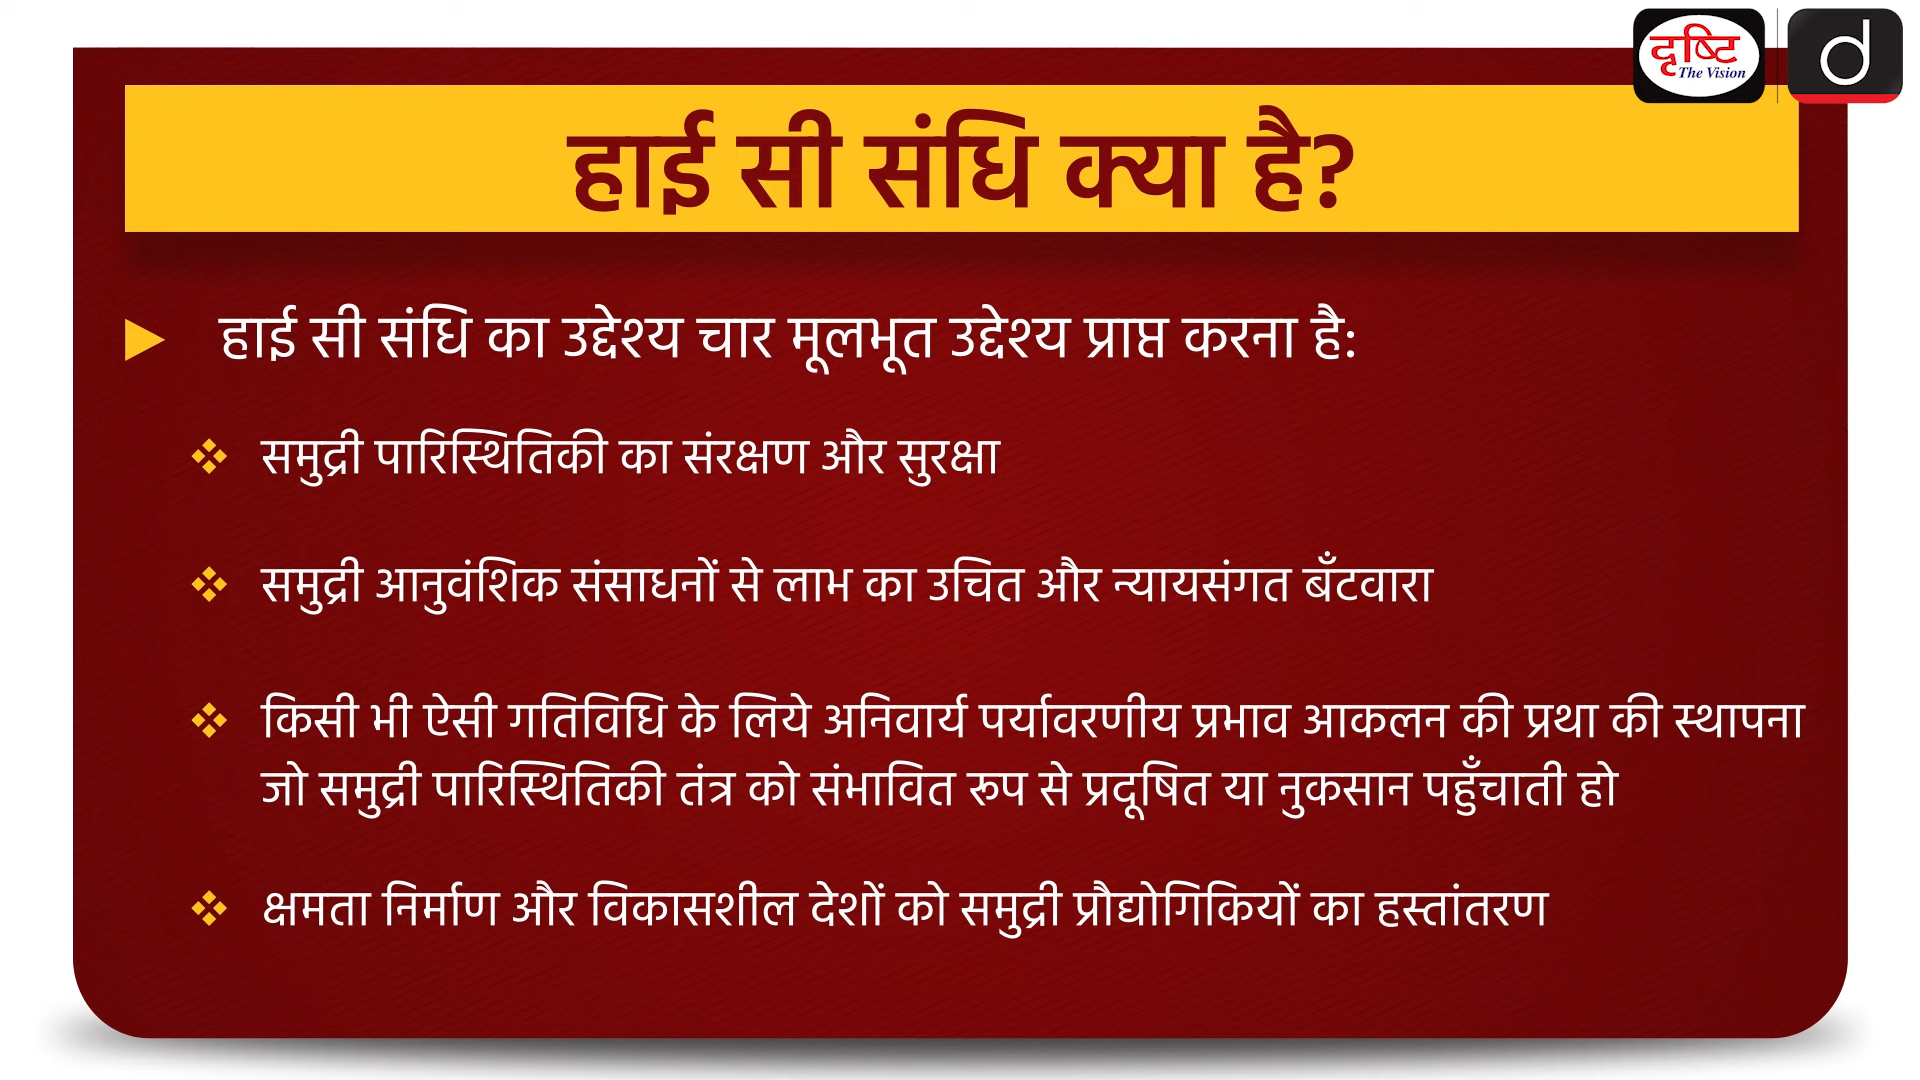 दृष्टि
The Vision
d
हाई सी संधि क्या है?
हाई सी संधि का उद्देश्य चार मूलभूत उद्देश्य प्राप्त करना है:
समुद्री पारिस्थितिकी का संरक्षण और सुरक्षा
समुद्री आनुवंशिक संसाधनों से लाभ का उचित और न्यायसंगत बँटवारा
किसी भी ऐसी गतिविधि के लिये अनिवार्य पर्यावरणीय प्रभाव आकलन की प्रथा की स्थापना
जो समुद्री पारिस्थितिकी तंत्र को संभावित रूप से प्रदूषित या नुकसान पहुँचाती हो
क्षमता निर्माण और विकासशील देशों को समुद्री प्रौद्योगिकियों का हस्तांतरण